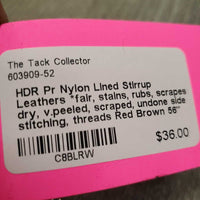 The Tack Collector
603909-52
HDR Pr Nylon Lined Stirrup
Leathers *fair, stains, rubs, scrapes
dry, v.peeled, scraped, undone side
stitching, threads Red Brown 56"
$36.00
C8BLRW